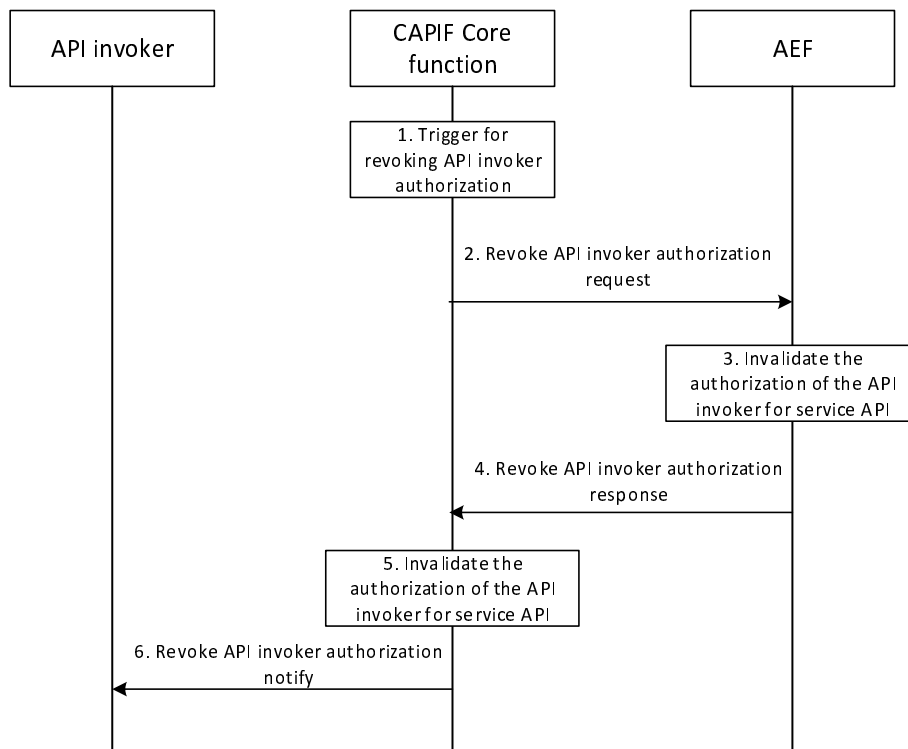 API invoker
CAPIF Core
function
AEF
1. Trigger for
revoking API invoker
authorization
2. Revoke API invoker authorization
request
3. Invalidate the
authorization of the API
invoker for service API
4. Revoke API invoker authorization
response
5. Invalidate the
authorization of the API
invoker for service API
6. Revoke API invoker authorization
notify